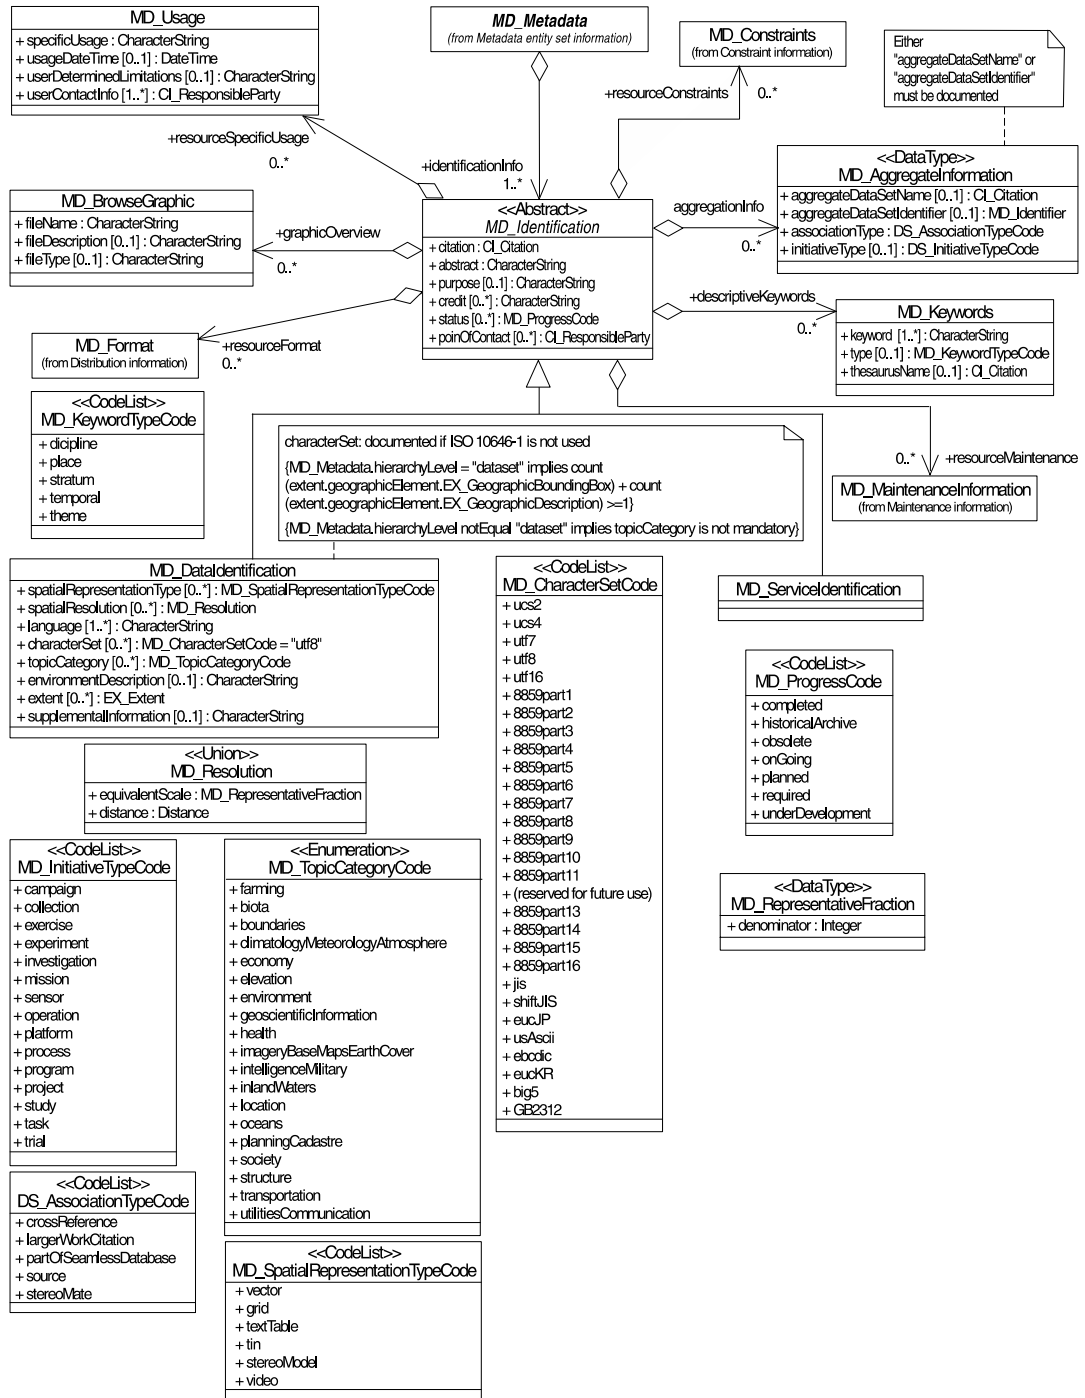 MD_Usage
+ specificUsage : CharacterString
+ usageDateTime [0..1] : DateTime
+ userDeterminedLimitations [0..1] : CharacterString
+ userContactInfo [1..*] : CI_ResponsibleParty
MD_Metadata
(from Metadata entity set information)
MD_Constraints
(from Constraint information)
Either
"aggregateDataSetName" or
"aggregateDataSetIdentifier"
must be documented
+resourceConstraints
0..*
+resourceSpecificUsage
0..*
+identificationInfo
1..*
<<DataType>>
MD_AggregateInformation
+ aggregateDataSetName [0..1] : CI_Citation
+ aggregateDataSetIdentifier [0..1] : MD_Identifier
+ associationType : DS_AssociationTypeCode
+ initiativeType [0..1] : DS_InitiativeTypeCode
MD_BrowseGraphic
+ fileName : CharacterString
+ fileDescription [0..1] : CharacterString
+ fileType [0..1] : CharacterString
+graphicOverview
0..*
<<Abstract>>
MD_Identification
+ citation : CI_Citation
+ abstract : CharacterString
+ purpose [0..1] : CharacterString
+ credit [0..*] : CharacterString
+ status [0..*] : MD_ProgressCode
+ poinOfContact [0..*] : CI_ResponsibleParty
aggregationInfo
0..*
+descriptiveKeywords
0..*
MD_Keywords
+ keyword [1..*] : CharacterString
+ type [0..1] : MD_KeywordTypeCode
+ thesaurusName [0..1] : CI_Citation
MD_Format
(from Distribution information)
+resourceFormat
0..*
<<CodeList>>
MD_KeywordTypeCode
+ dicipline
+ place
+ stratum
+ temporal
+ theme
characterSet: documented if ISO 10646-1 is not used
{MD_Metadata.hierarchyLevel = "dataset" implies count
(extent.geographicElement.EX_GeographicBoundingBox) + count
(extent.geographicElement.EX_GeographicDescription) >=1}
{MD_Metadata.hierarchyLevel notEqual "dataset" implies topicCategory is not mandatory}
0..*
+resourceMaintenance
MD_MaintenanceInformation
(from Maintenance information)
MD_DataIdentification
+ spatialRepresentationType [0..*] : MD_SpatialRepresentationTypeCode
+ spatialResolution [0..*] : MD_Resolution
+ language [1..*] : CharacterString
+ characterSet [0..*] : MD_CharacterSetCode = "utf8"
+ topicCategory [0..*] : MD_TopicCategoryCode
+ environmentDescription [0..1] : CharacterString
+ extent [0..*] : EX_Extent
+ supplementalInformation [0..1] : CharacterString
<<CodeList>>
MD_CharacterSetCode
+ ucs2
+ ucs4
+ utf7
+ utf8
+ utf16
+ 8859part1
+ 8859part2
+ 8859part3
+ 8859part4
+ 8859part5
+ 8859part6
+ 8859part7
+ 8859part8
+ 8859part9
+ 8859part10
+ 8859part11
+ (reserved for future use)
+ 8859part13
+ 8859part14
+ 8859part15
+ 8859part16
+ jis
+ shiftJIS
+ eucJP
+ usAscii
+ ebcdic
+ eucKR
+ big5
+ GB2312
MD_ServiceIdentification
<<CodeList>>
MD_ProgressCode
+ completed
+ historicalArchive
+ obsolete
+ onGoing
+ planned
+ required
+ underDevelopment
<<Union>>
MD_Resolution
+ equivalentScale : MD_RepresentativeFraction
+ distance : Distance
<<CodeList>>
MD_InitiativeTypeCode
+ campaign
+ collection
+ exercise
+ experiment
+ investigation
+ mission
+ sensor
+ operation
+ platform
+ process
+ program
+ project
+ study
+ task
+ trial
<<Enumeration>>
MD_TopicCategoryCode
+ farming
+ biota
+ boundaries
+ climatologyMeteorologyAtmosphere
+ economy
+ elevation
+ environment
+ geoscientificInformation
+ health
+ imageryBaseMapsEarthCover
+ intelligenceMilitary
+ inlandWaters
+ location
+ oceans
+ planningCadastre
+ society
+ structure
+ transportation
+ utilitiesCommunication
<<DataType>>
MD_RepresentativeFraction
+ denominator : Integer
<<CodeList>>
DS_AssociationTypeCode
+ crossReference
+ largerWorkCitation
+ partOfSeamlessDatabase
+ source
+ stereoMate
<<CodeList>>
MD_SpatialRepresentationTypeCode
+ vector
+ grid
+ textTable
+ tin
+ stereoModel
+ video